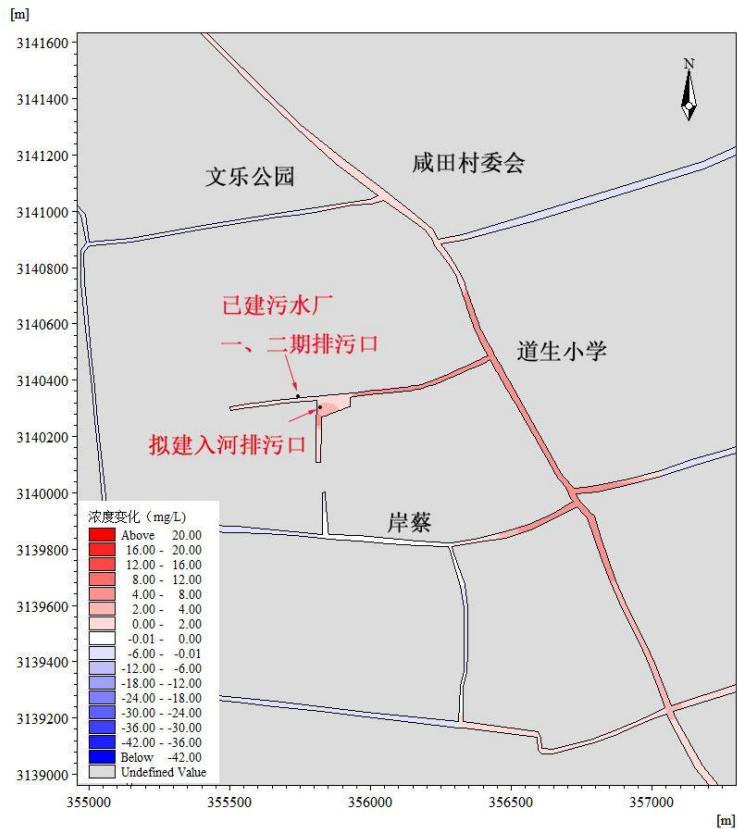 [m]
3141600
3141400
3141200
3141000
3140800
3140600
3140400
3140200
3140000
3139800
3139600
3139400
3139200
3139000
N
咸田村委会
文乐公园
已建污水厂
一、二期排污口
道生小学
拟建入河排污口
岸蔡
浓度变化（mg/L）
Above 20.00
16.00 - 20.00
12.00 - 16.00
8.00 - 12.00
4.00 - 8.00
2.00 - 4.00
0.00 - 2.00
-0.01 - 0.00
-6.00 - -0.01
-12.00 - -6.00
-18.00 - -12.00
-24.00 - -18.00
-30.00 - -24.00
-36.00 - -30.00
-42.00 - -36.00
Below -42.00
Undefined Value
355000 355500 356000 356500 357000
[m]